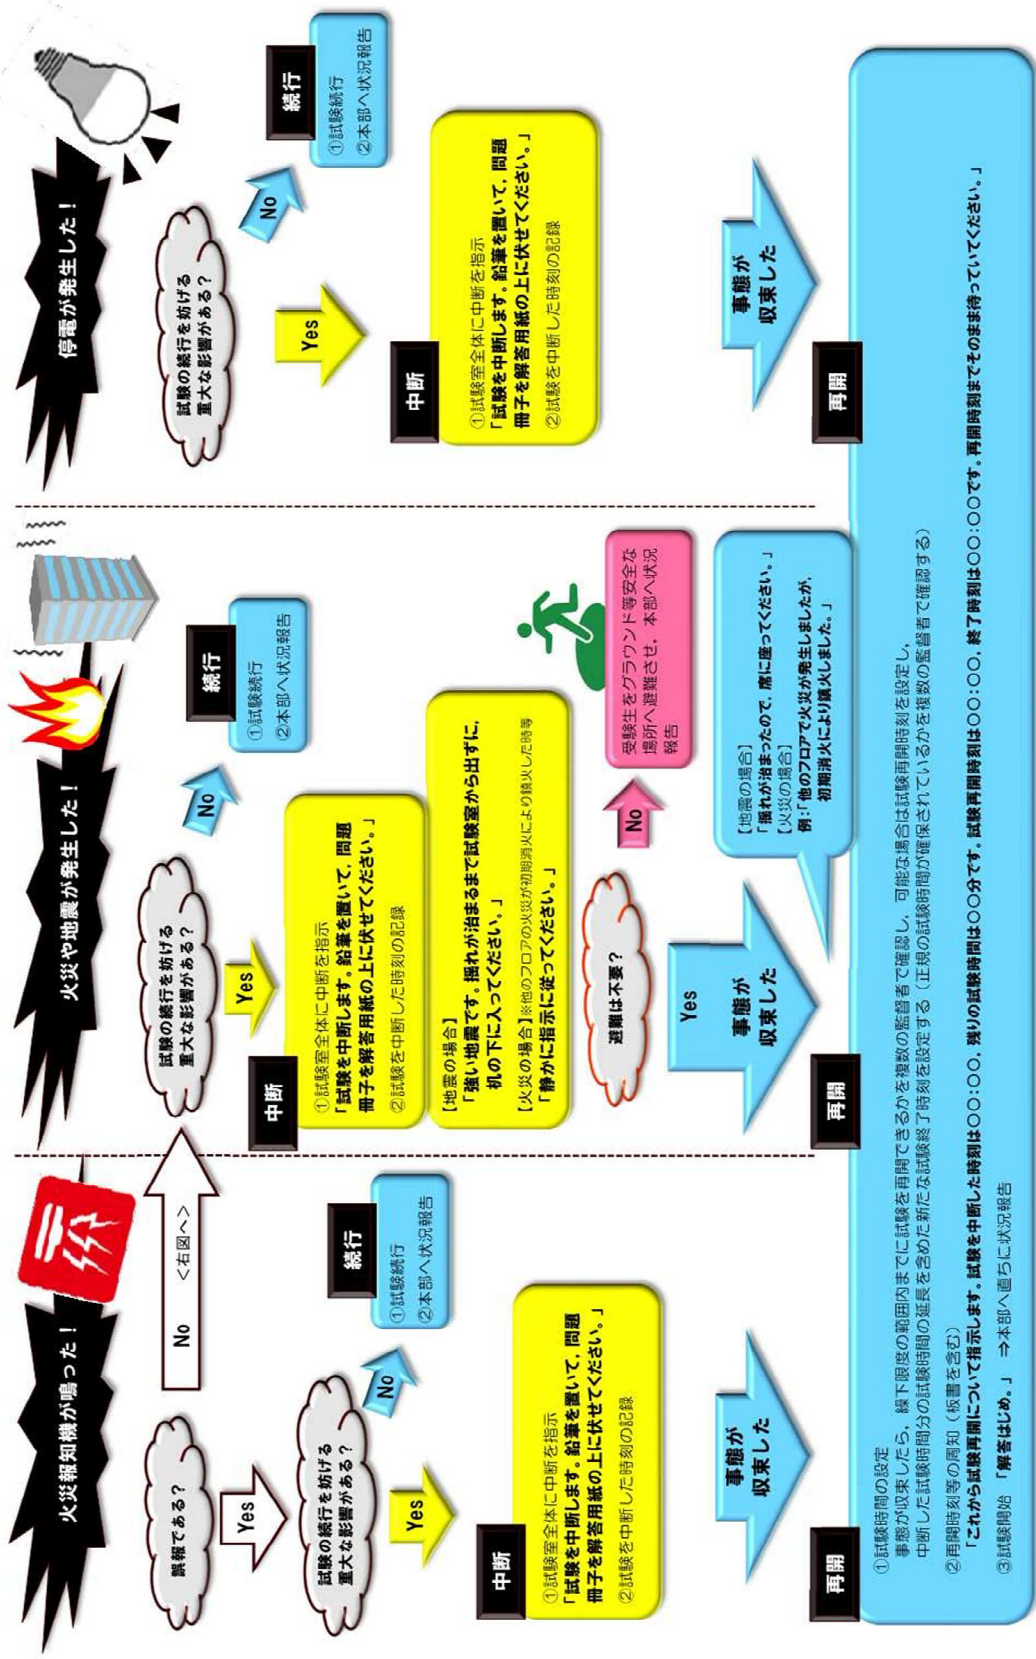 火災報知機が鳴った！
誤報である？
No <右図へ>
Yes
試験の続行を妨げる
重大な影響がある？
No
続行
①試験続行
②本部へ状況報告
Yes
中断
①試験室全体に中断を指示
「試験を中断します。鉛筆を置いて，問題
冊子を解答用紙の上に伏せてください。」
②試験を中断した時刻の記録
事態が
収束した
火災や地震が発生した！
試験の続行を妨げる
重大な影響がある？
No
続行
①試験続行
②本部へ状況報告
Yes
中断
①試験室全体に中断を指示
「試験を中断します。鉛筆を置いて，問題
冊子を解答用紙の上に伏せてください。」
②試験を中断した時刻の記録
【地震の場合】
「強い地震です。揺れが治まるまで試験室から出ずに，
机の下に入ってください。」
【火災の場合】※他のフロアの火災が初期消火により鎮火した時等
「静かに指示に従ってください。」
避難は不要？
No
受験生をグラウンド等安全な
場所へ避難させ，本部へ状況
報告
Yes
事態が
収束した
【地震の場合】
「揺れが治まったので，席に座ってください。」
【火災の場合】
例：「他のフロアで火災が発生しましたが，
初期消火により鎮火しました。」
停電が発生した！
試験の続行を妨げる
重大な影響がある？
No
続行
①試験続行
②本部へ状況報告
Yes
中断
①試験室全体に中断を指示
「試験を中断します。鉛筆を置いて，問題
冊子を解答用紙の上に伏せてください。」
②試験を中断した時刻の記録
事態が
収束した
再開
再開
再開
①試験時間の設定
事態が収束したら，繰下限度の範囲内までに試験を再開できるかを複数の監督者で確認し，可能な場合は試験再開時刻を設定し，
中断した試験時間分の試験時間の延長を含めた新たな試験終了時刻を設定する（正規の試験時間が確保されているかを複数の監督者で確認する）
②再開時刻等の周知（板書を含む）
「これから試験再開について指示します。試験を中断した時刻は○○：○○，残りの試験時間は○○分です。試験再開時刻は○○：○○，終了時刻は○○：○○です。再開時刻までそのまま待っていてください。」
③試験開始 「解答はじめ。」 ⇒本部へ直ちに状況報告